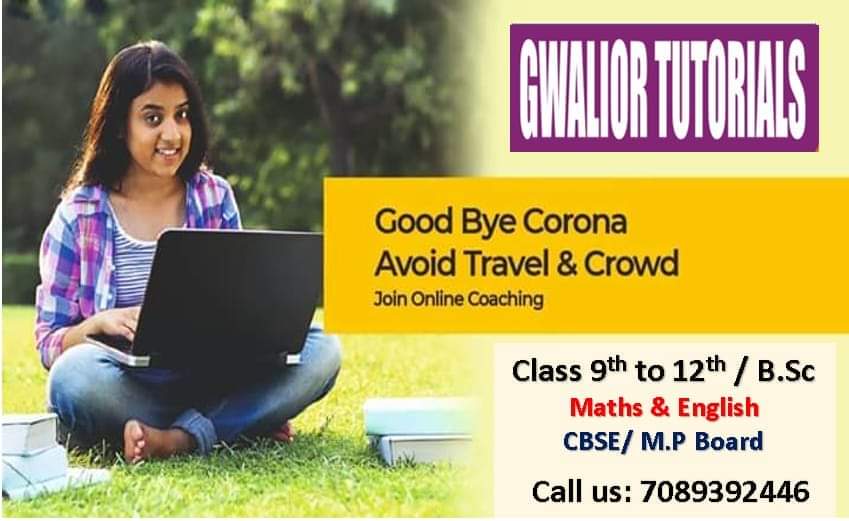 GWALIOR TUTORIALS
Good Bye Corona
Avoid Travel & Crowd
Join Online Coaching
Class 9th to 12th / B.Sc
Maths & English
CBSE/ M.P Board
Call us: 7089392446